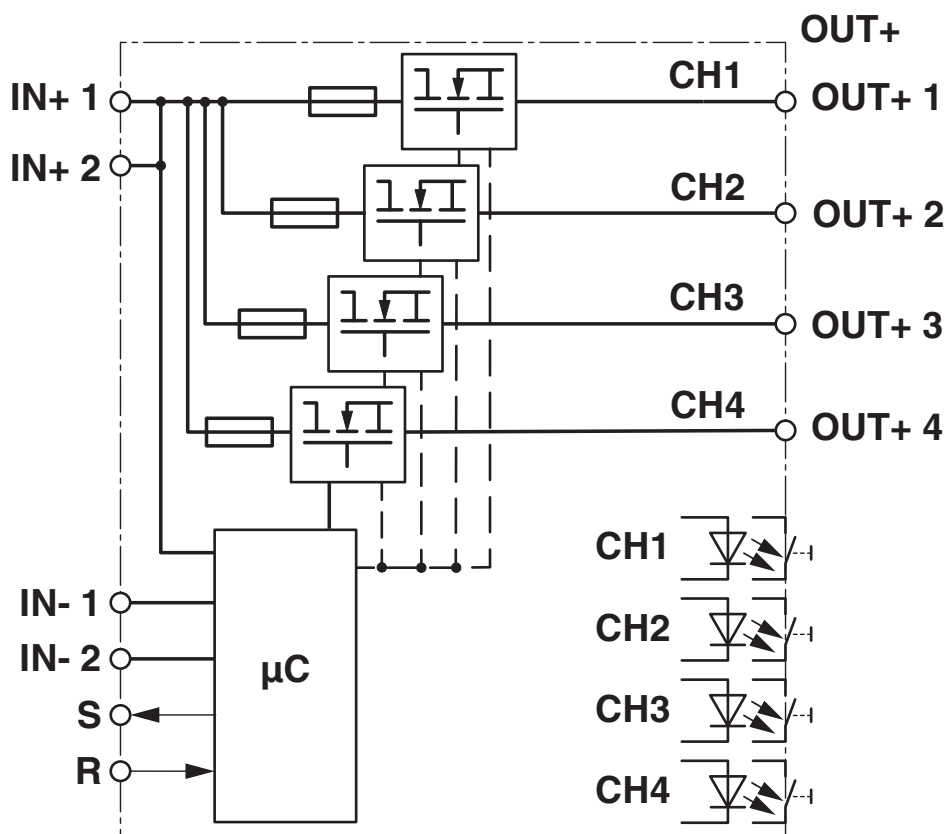 OUT+
IN+ 1
CH1
OUT+ 1
IN+ 2
CH2
OUT+ 2
CH3
OUT+ 3
CH4
OUT+ 4
CH1
IN- 1
CH2
IN- 2
µC
S
CH3
R
CH4